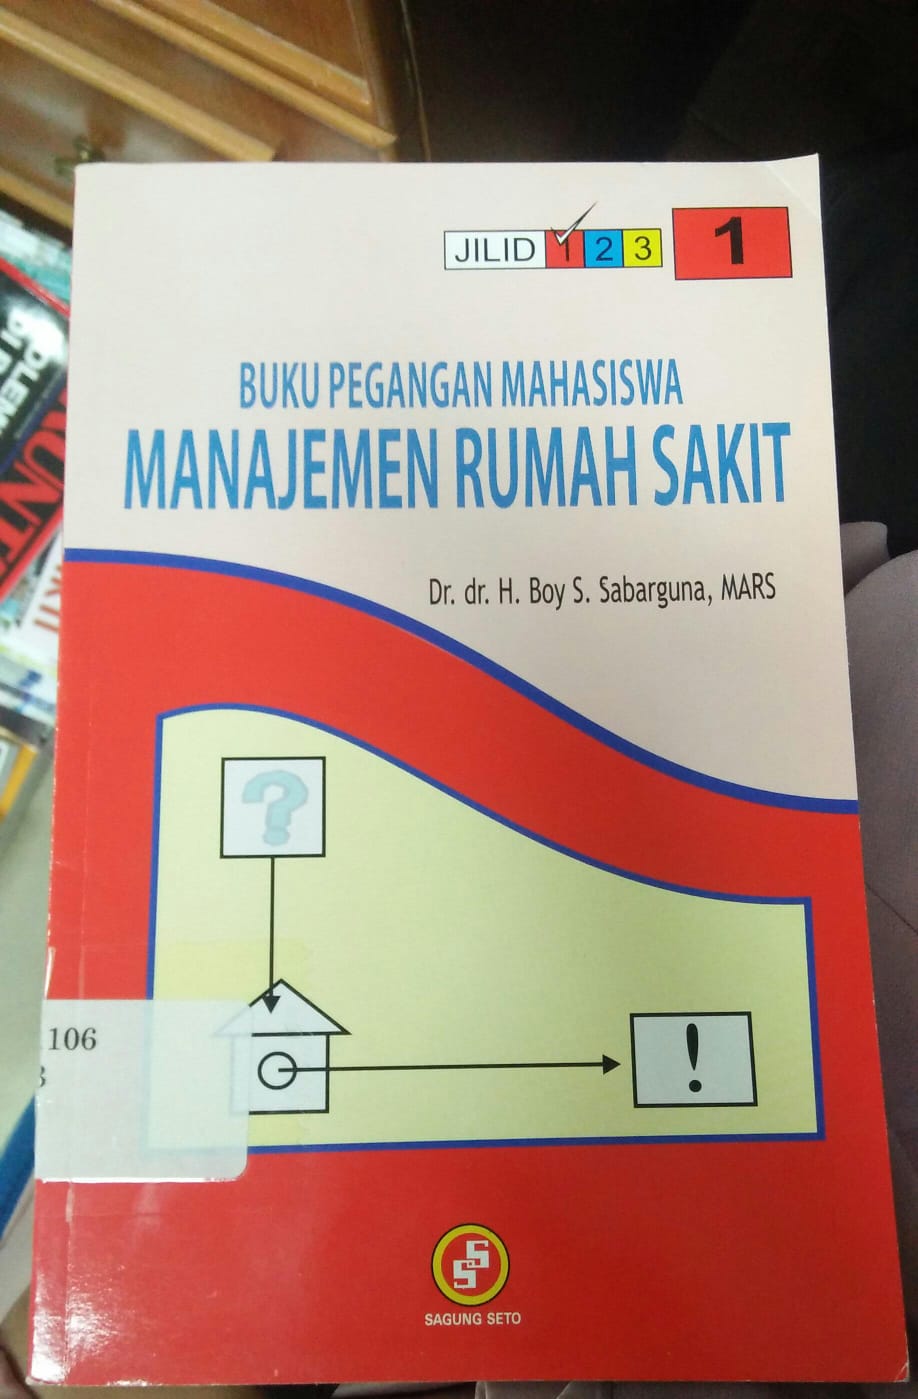 JILID 1 2 3
1
BUKU PEGANGAN MAHASISWA
MANAJEMEN RUMAH SAKIT
Dr. dr. H. Boy S. Sabarguna, MARS
?
106
!
SS
SAGUNG SETO